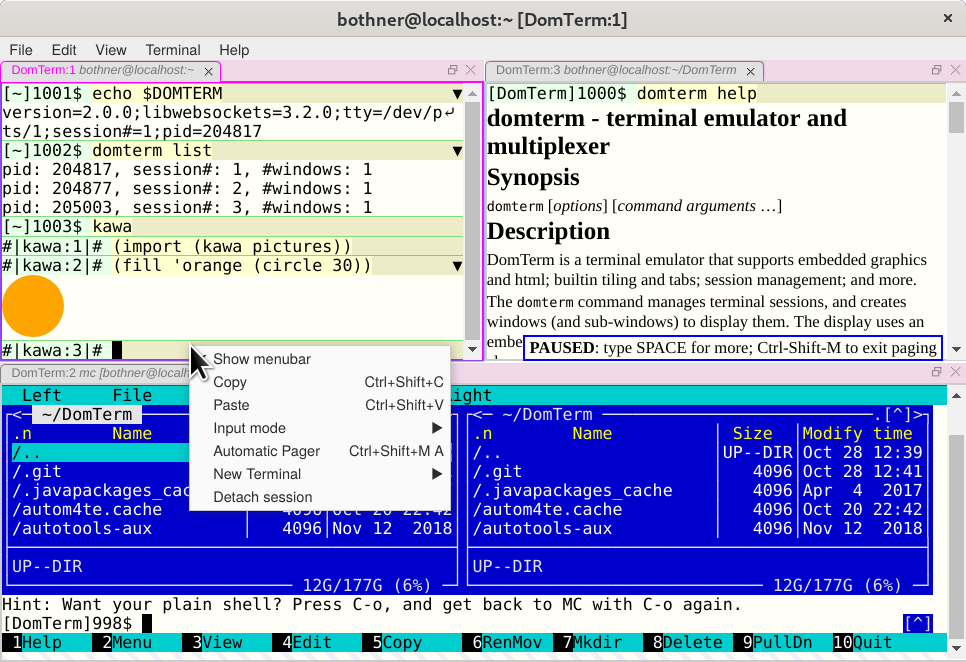 bothner@localhost:~ [DomTerm:1]
File Edit View Terminal Help
DomTerm:1 bothner@localhost:~
[~]1001$ echo $DOMTERM
version=2.0.0;libwebsockets=3.2.0;tty=/dev/p
ts/1;session#=1;pid=204817
[~]1002$ domterm list
pid: 204817, session#: 1, #windows: 1
pid: 204877, session#: 2, #windows: 1
pid: 205003, session#: 3, #windows: 1
[~]1003$ kawa
#|kawa:1|# (import (kawa pictures))
#|kawa:2|# (fill 'orange (circle 30))
#|kawa:3|#
DomTerm:3 bothner@localhost:~/DomTerm
[DomTerm]1000$ domterm help
domterm - terminal emulator and
multiplexer
Synopsis
domterm [options] [command arguments …]
Description
DomTerm is a terminal emulator that supports embedded graphics
and html; builtin tiling and tabs; session management; and more.
The domterm command manages terminal sessions, and creates
windows (and sub-windows) to display them. The display uses an
embe
PAUSED: type SPACE for more; Ctrl-Shift-M to exit paging
Show menubar
Copy Ctrl+Shift+C
Paste Ctrl+Shift+V
Input mode
Automatic Pager Ctrl+Shift+M A
New Terminal
Detach session
DomTerm:2 mc [bothner@localh
Left File ight
<─ ~/DomTerm
.n Name
/..
/.git
/.javapackages_cac
/autom4te.cache 4096 Oct 20 22:42
/autotools-aux 4096 Nov 12 2018
UP--DIR
12G/177G (6%)
<─ ~/DomTerm .[^]>
.n Name Size Modify time
/.. UP--DIR Oct 28 12:39
/.git 4096 Oct 28 12:41
/.javapackages_cache 4096 Apr 4 2017
/autom4te.cache 4096 Oct 20 22:42
/autotools-aux 4096 Nov 12 2018
UP--DIR
12G/177G (6%)
Hint: Want your plain shell? Press C-o, and get back to MC with C-o again.
[DomTerm]998$ [^]
1Help 2Menu 3View 4Edit 5Copy 6RenMov 7Mkdir 8Delete 9PullDn 10Quit